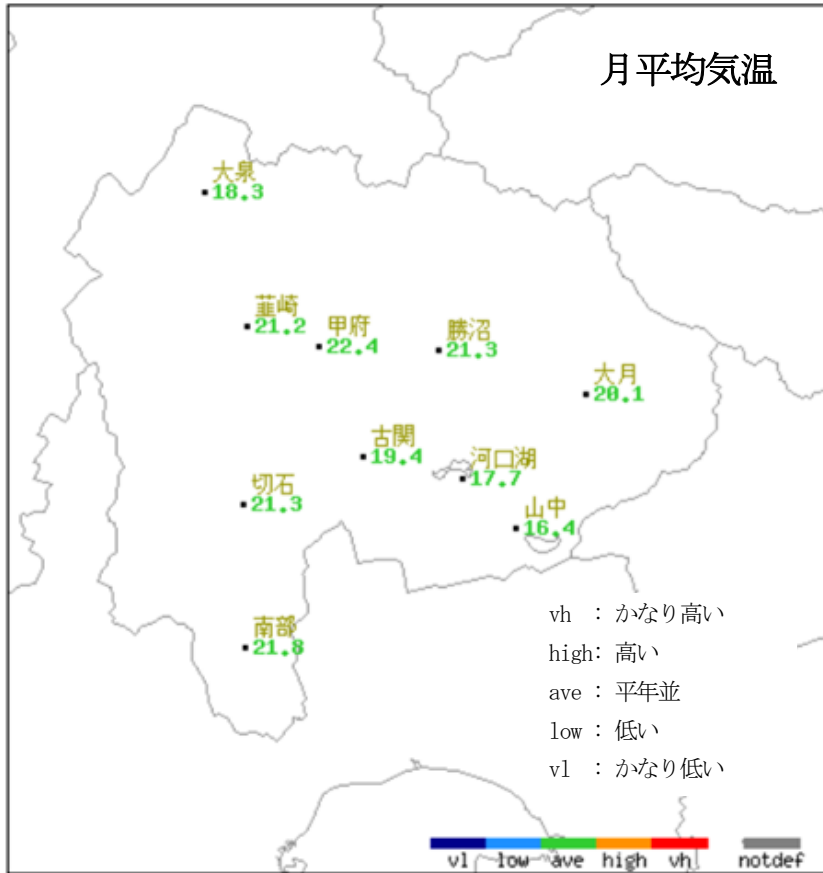 月平均気温
大泉
18.3
韮崎
21.2
甲府
22.4
勝沼
21.3
大月
20.1
古関
19.4
河口湖
17.7
切石
21.3
山中
16.4
南部
21.8
vh : かなり高い
high: 高い
ave : 平年並
low : 低い
vl : かなり低い
vl low ave high vh notdef